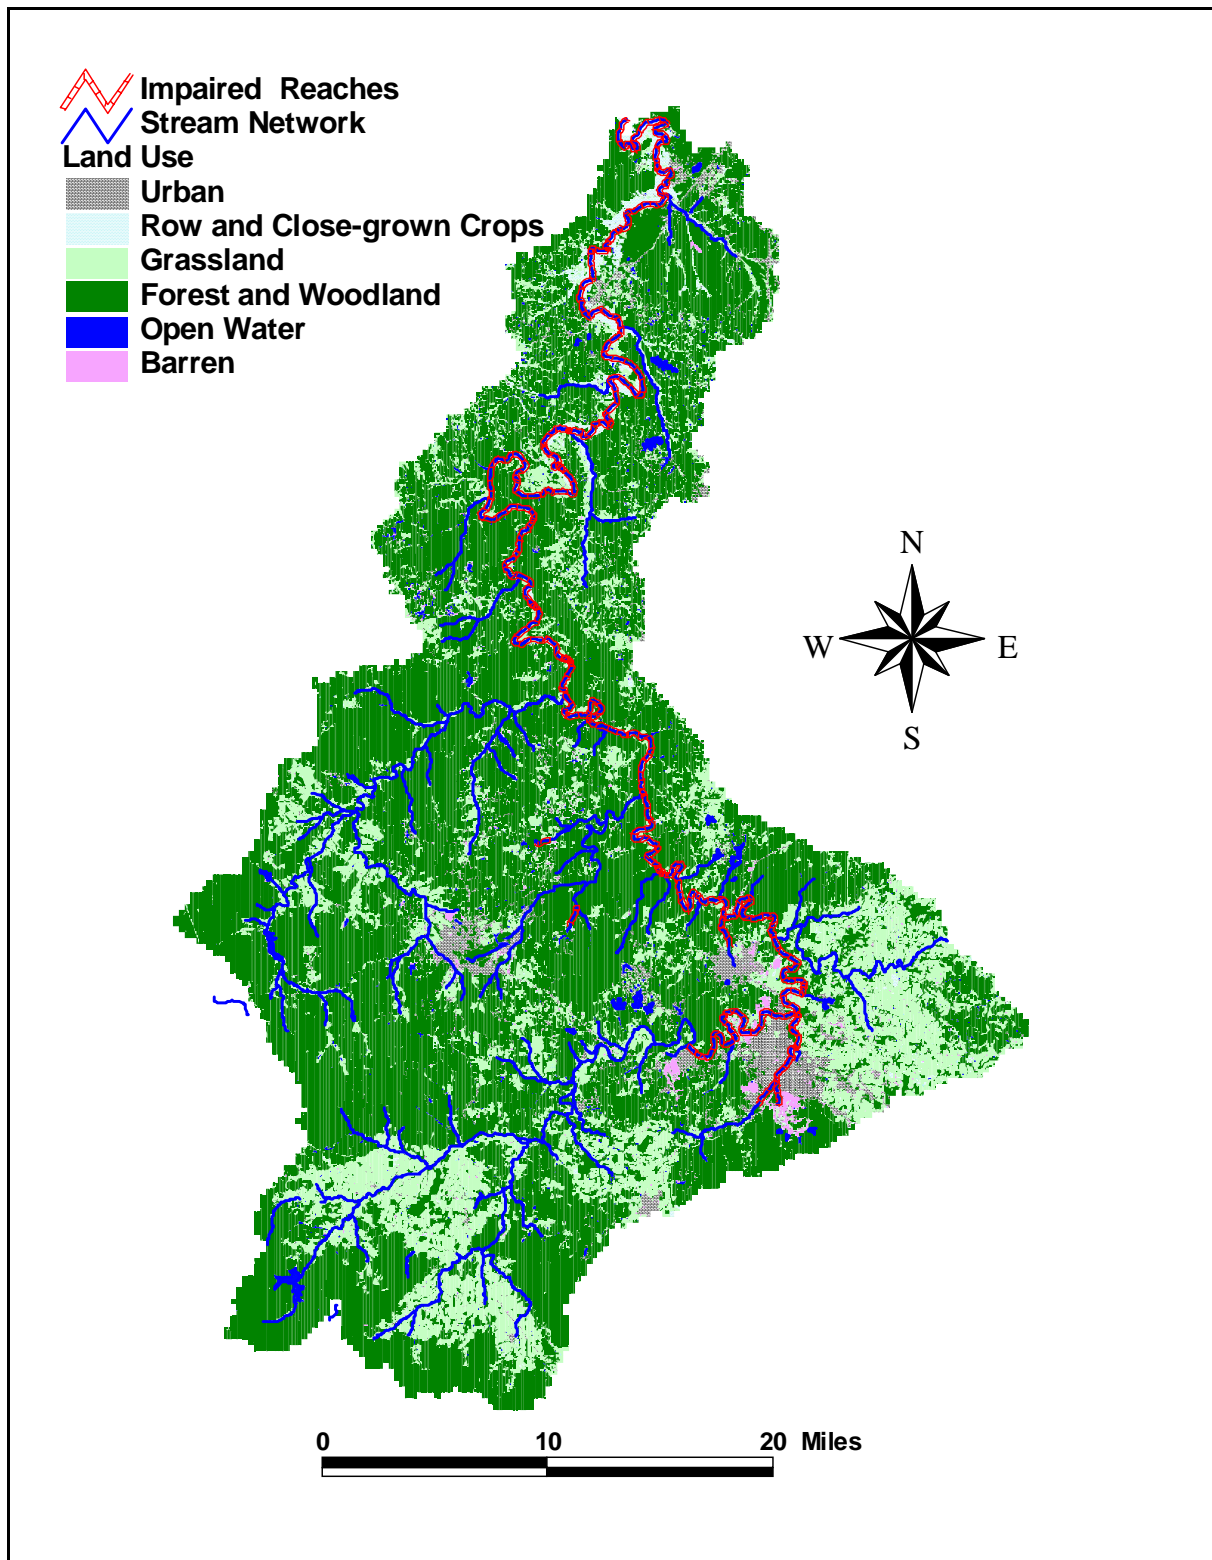 Impaired Reaches
Stream Network
Land Use
Urban
Row and Close-grown Crops
Grassland
Forest and Woodland
Open Water
Barren
N
W E
S
0 10 20 Miles